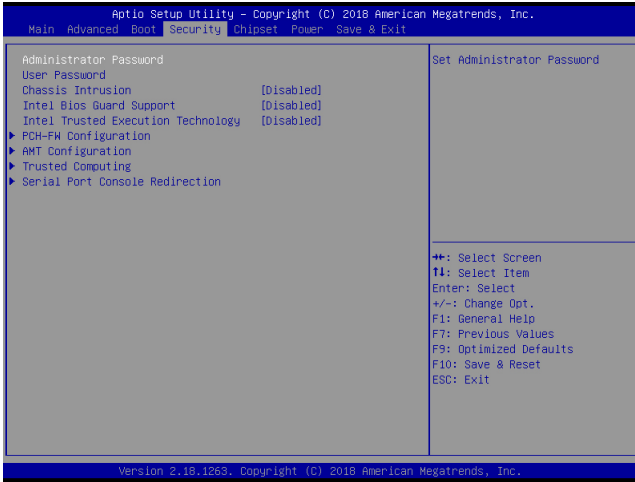 Aptio Setup Utility – Copyright (C) 2018 American Megatrends, Inc.
Main Advanced Boot Security Chipset Power Save & Exit
Administrator Password
User Password
Chassis Intrusion [Disabled]
Intel Bios Guard Support [Disabled]
Intel Trusted Execution Technology [Disabled]
PCH-FW Configuration
AMT Configuration
Trusted Computing
Serial Port Console Redirection
Set Administrator Password
→←: Select Screen
↑↓: Select Item
Enter: Select
+/-: Change Opt.
F1: General Help
F7: Previous Values
F9: Optimized Defaults
F10: Save & Reset
ESC: Exit
Version 2.18.1263. Copyright (C) 2018 American Megatrends, Inc.